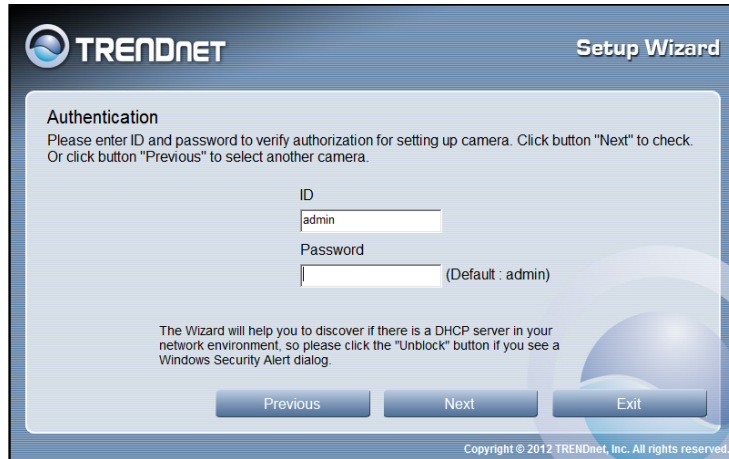 TRENDNET
Setup Wizard
Authentication
Please enter ID and password to verify authorization for setting up camera. Click button "Next" to check.
Or click button "Previous" to select another camera.
ID
admin
Password
(Default : admin)
The Wizard will help you to discover if there is a DHCP server in your
network environment, so please click the "Unblock" button if you see a
Windows Security Alert dialog.
Previous
Next
Exit
Copyright © 2012 TRENDnet, Inc. All rights reserved.